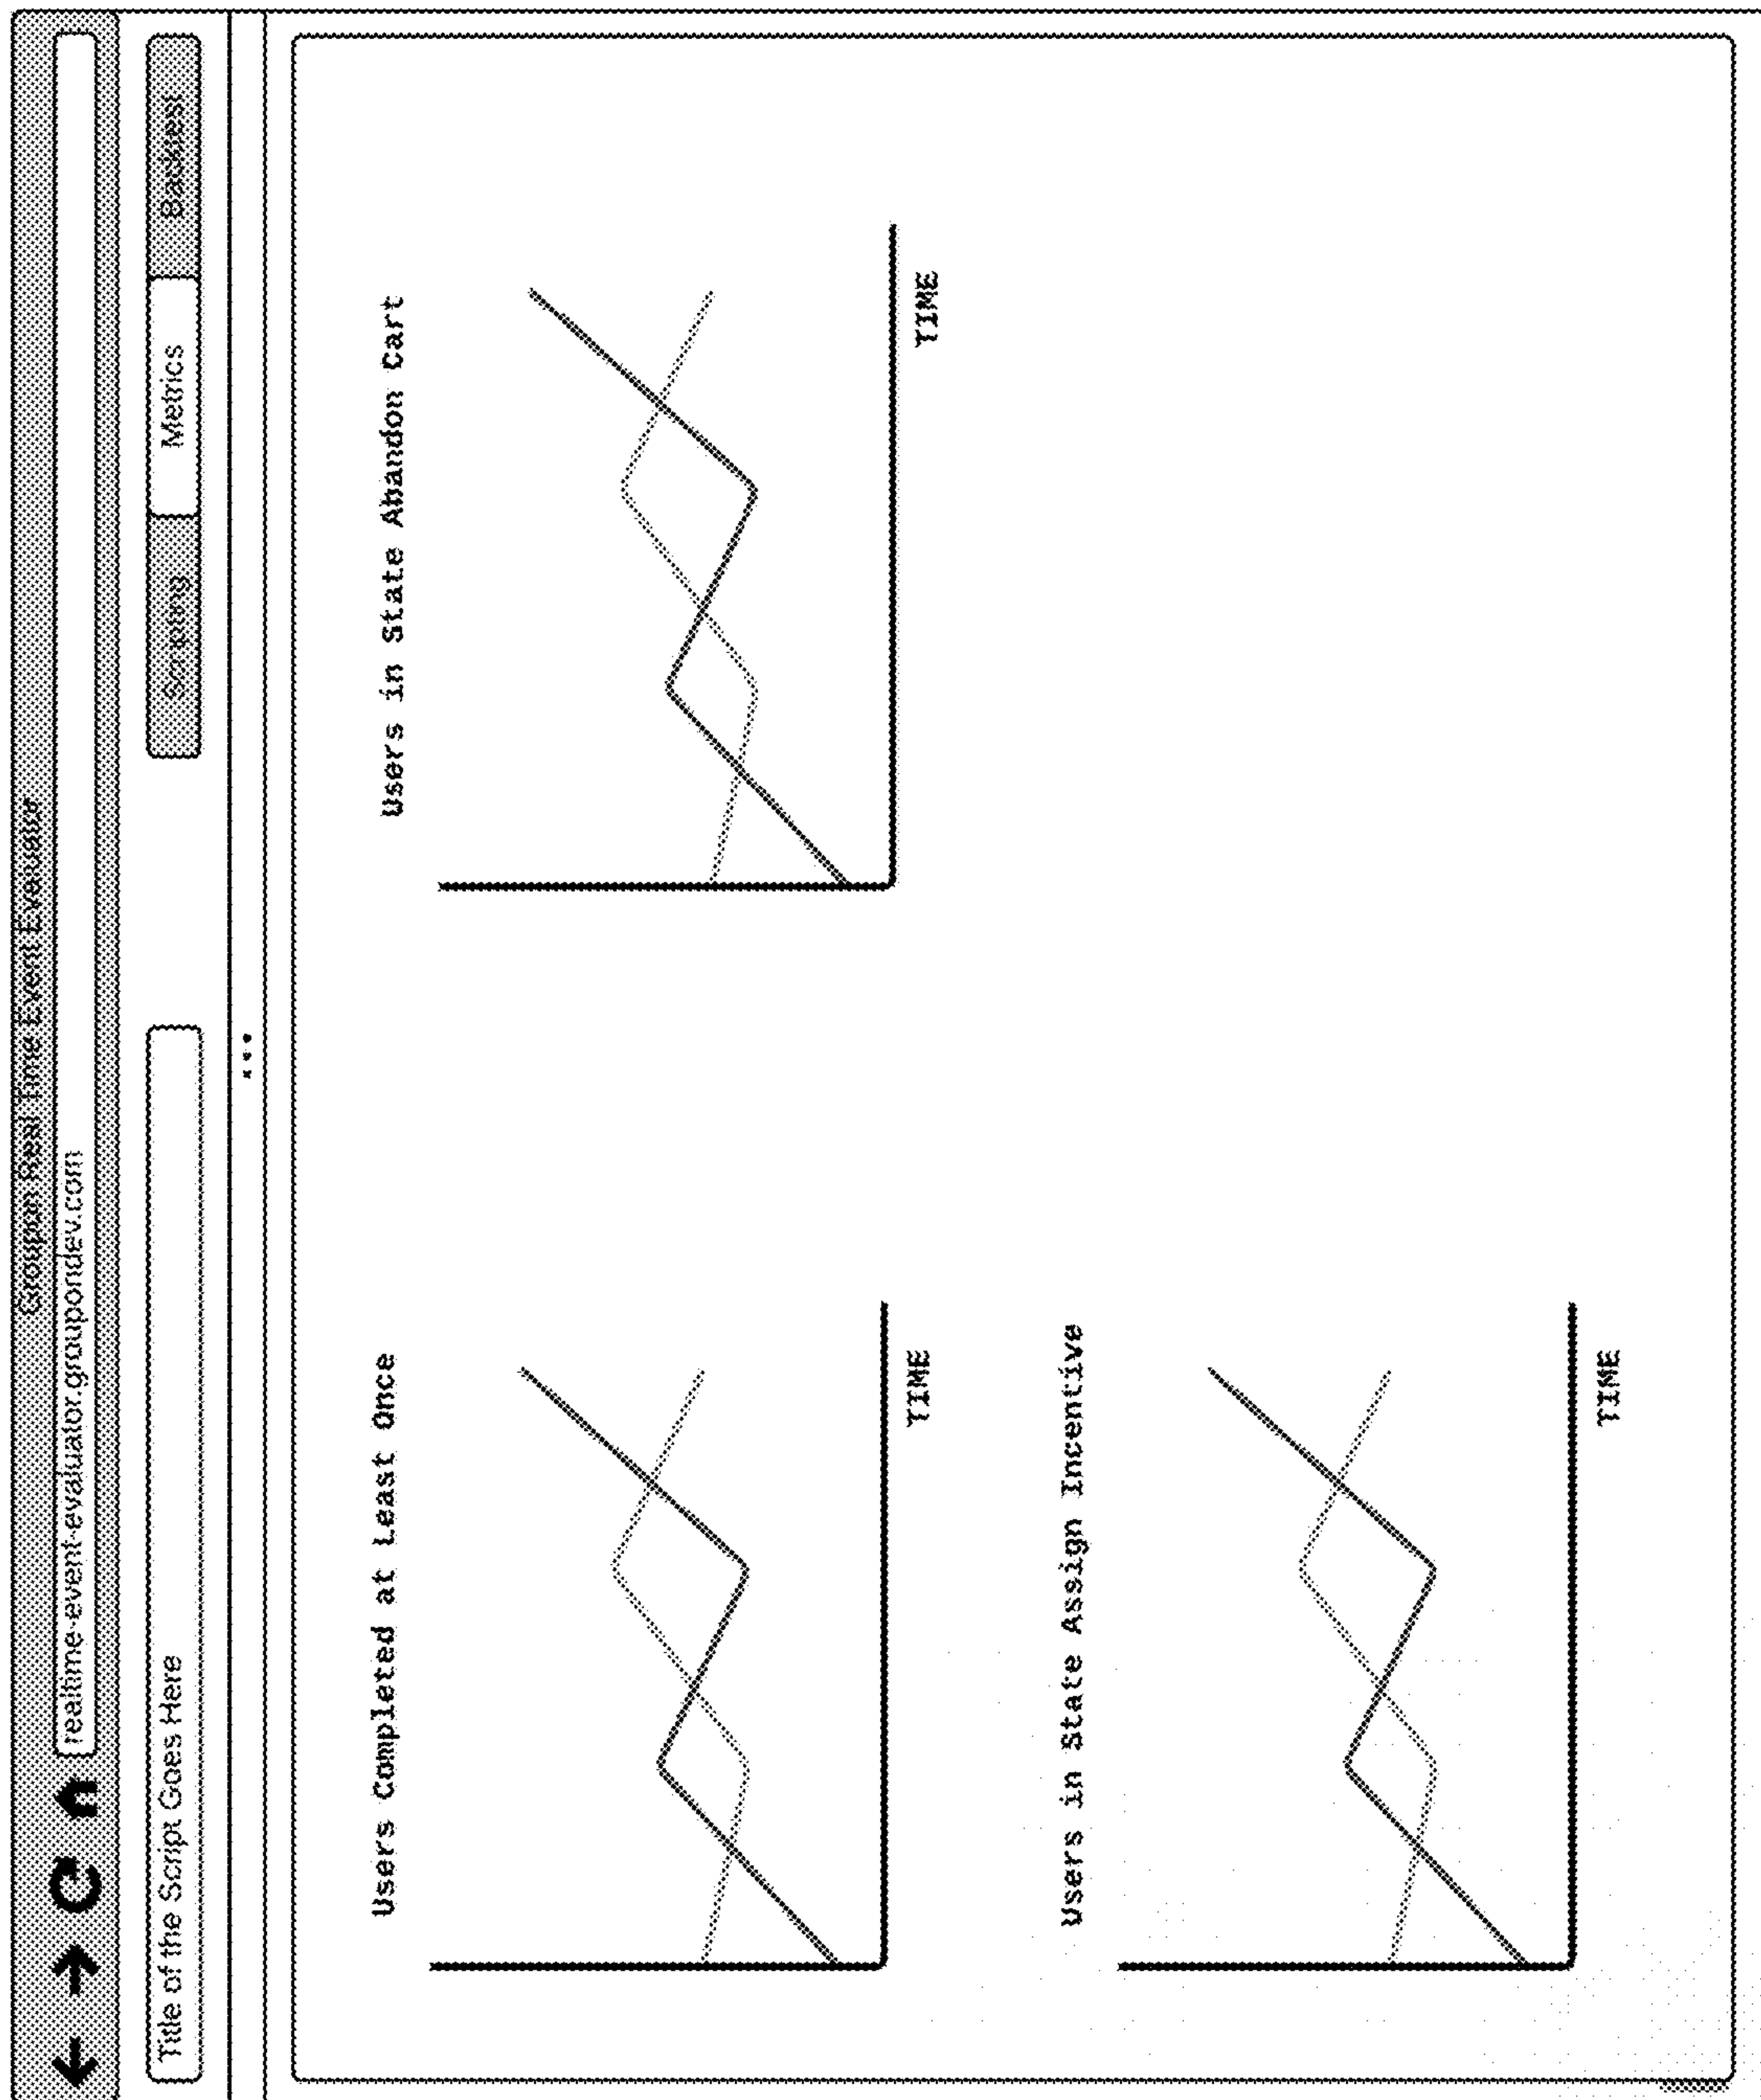 Groupon Real Time Event Evaluator
realtime-event-evaluator.groupondev.com
Title of the Script Goes Here
Scripting
Metrics
Backtest
...
Users Completed at Least Once
TIME
Users in State Abandon Cart
TIME
Users in State Assign Incentive
TIME